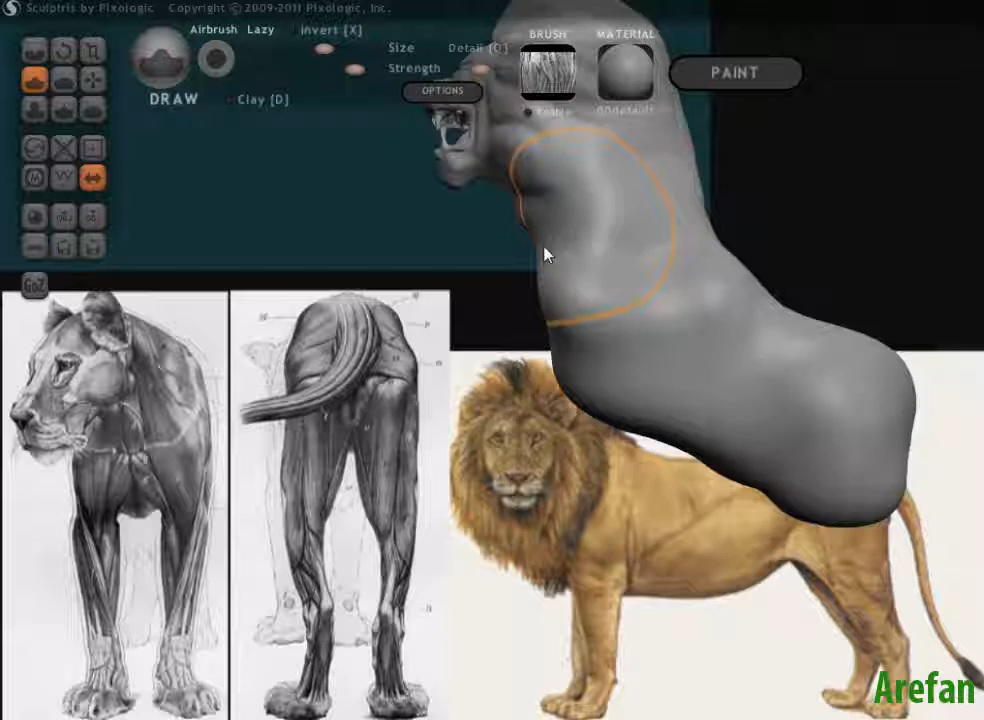 Sculptris by Pixologic   Copyright © 2009-2011 Pixologic, Inc.
Airbrush Lazy Invert [X]
BRUSH MATERIAL
Size Detail [Q]
Strength
PAINT
OPTIONS
DRAW Clay [D]
Enable
GoZ
Arefan